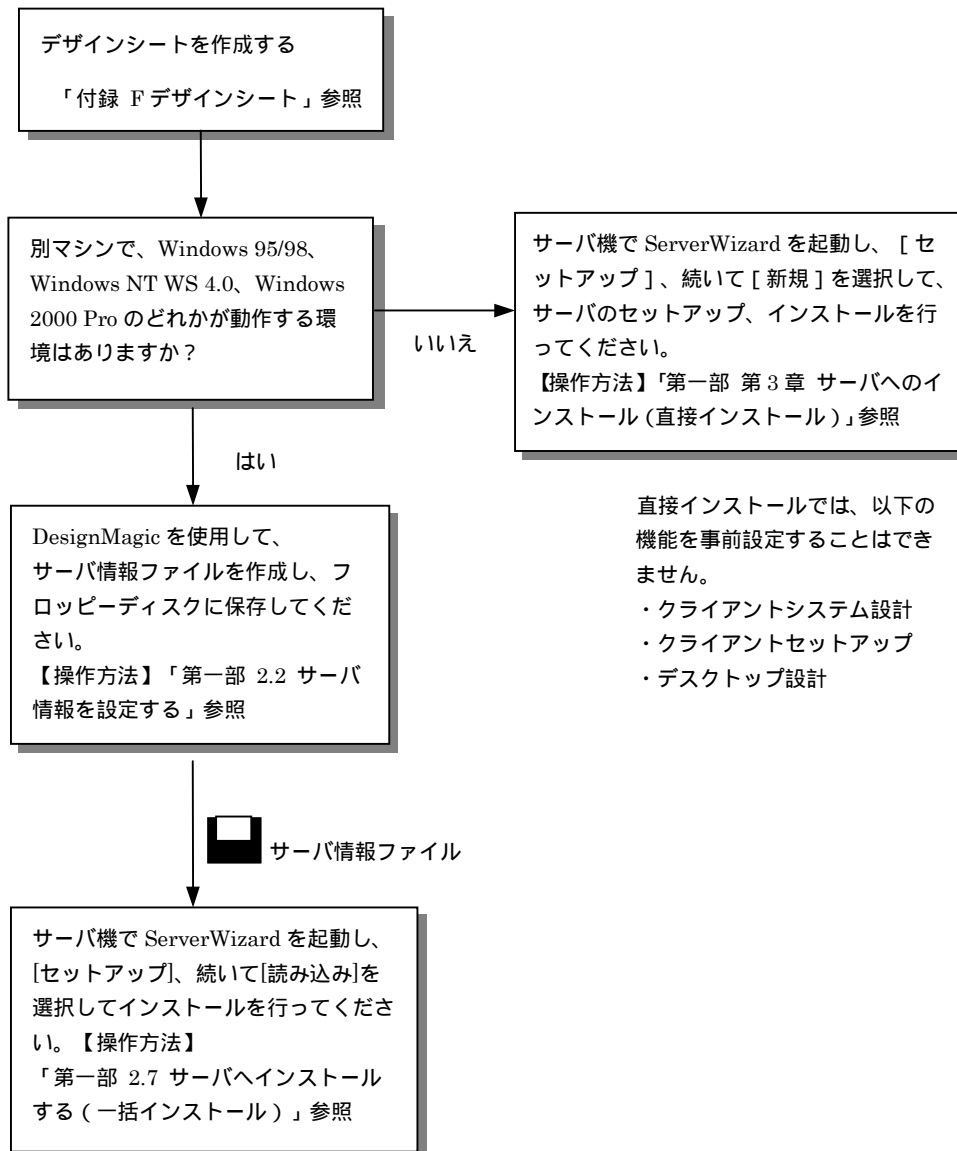 デザインシートを作成する
「付録 F デザインシート」参照
別マシンで、Windows 95/98、
Windows NT WS 4.0、Windows
2000 Pro のどれかが動作する環
境はありますか？
いいえ
サーバ機で ServerWizard を起動し、[ セ
ットアップ ]、続いて [ 新規 ] を選択して、
サーバのセットアップ、インストールを行
ってください。
【操作方法】「第一部 第 3 章 サーバへのイ
ンストール（直接インストール）」参照
はい
直接インストールでは、以下の
機能を事前設定することはでき
ません。
・クライアントシステム設計
・クライアントセットアップ
・デスクトップ設計
DesignMagic を使用して、
サーバ情報ファイルを作成し、フ
ロッピーディスクに保存してくだ
さい。
【操作方法】「第一部 2.2 サーバ
情報を設定する」参照
サーバ情報ファイル
サーバ機で ServerWizard を起動し、
[セットアップ]、続いて[読み込み]を
選択してインストールを行ってくださ
い。【操作方法】
「第一部 2.7 サーバへインストール
する（一括インストール）」参照